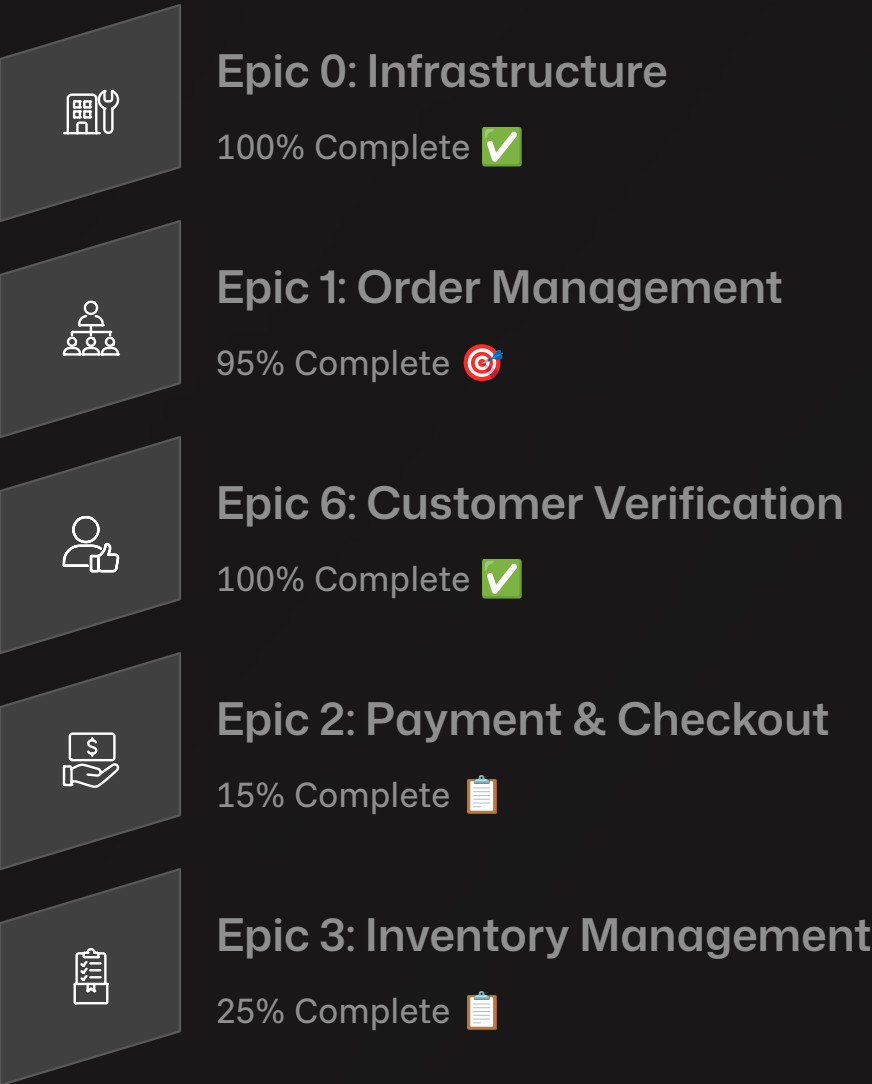 Epic 0: Infrastructure
100% Complete ✅
Epic 1: Order Management
95% Complete 🎯
Epic 6: Customer Verification
100% Complete ✅
Epic 2: Payment & Checkout
15% Complete 📋
Epic 3: Inventory Management
25% Complete 📋